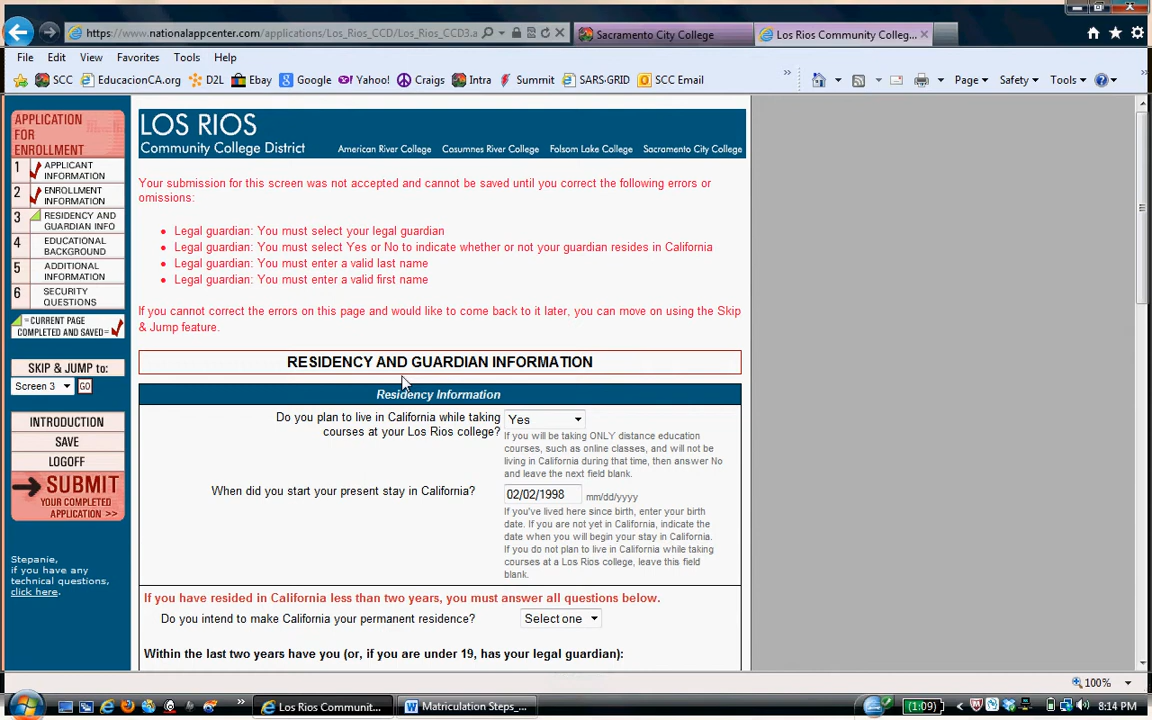 https://www.nationalappcenter.com/applications/Los_Rios_CCD/Los_Rios_CCD3.a
Sacramento City College
Los Rios Community Colleg...
File Edit View Favorites Tools Help
SCC EducacionCA.org D2L Ebay Google Yahoo! Craigs Intra Summit SARS·GRID SCC Email
Page Safety Tools
APPLICATION
FOR
ENROLLMENT
1 APPLICANT
INFORMATION
2 ENROLLMENT
INFORMATION
3 RESIDENCY AND
GUARDIAN INFO
4 EDUCATIONAL
BACKGROUND
5 ADDITIONAL
INFORMATION
6 SECURITY
QUESTIONS
=CURRENT PAGE
COMPLETED AND SAVED=
SKIP & JUMP to:
Screen 3 GO
INTRODUCTION
SAVE
LOGOFF
SUBMIT
YOUR COMPLETED
APPLICATION >>
Stepanie,
if you have any
technical questions,
click here.
LOS RIOS
Community College District American River College Cosumnes River College Folsom Lake College Sacramento City College
Your submission for this screen was not accepted and cannot be saved until you correct the following errors or
omissions:
• Legal guardian: You must select your legal guardian
• Legal guardian: You must select Yes or No to indicate whether or not your guardian resides in California
• Legal guardian: You must enter a valid last name
• Legal guardian: You must enter a valid first name
If you cannot correct the errors on this page and would like to come back to it later, you can move on using the Skip
& Jump feature.
RESIDENCY AND GUARDIAN INFORMATION
Residency Information
Do you plan to live in California while taking
courses at your Los Rios college?
Yes
If you will be taking ONLY distance education
courses, such as online classes, and will not be
living in California during that time, then answer No
and leave the next field blank.
When did you start your present stay in California?
02/02/1998 mm/dd/yyyy
If you've lived here since birth, enter your birth
date. If you are not yet in California, indicate the
date when you will begin your stay in California.
If you do not plan to live in California while taking
courses at a Los Rios college, leave this field
blank.
If you have resided in California less than two years, you must answer all questions below.
Do you intend to make California your permanent residence? Select one
Within the last two years have you (or, if you are under 19, has your legal guardian):
100%
Los Rios Communit...
Matriculation Steps_...
(1:09)
8:14 PM